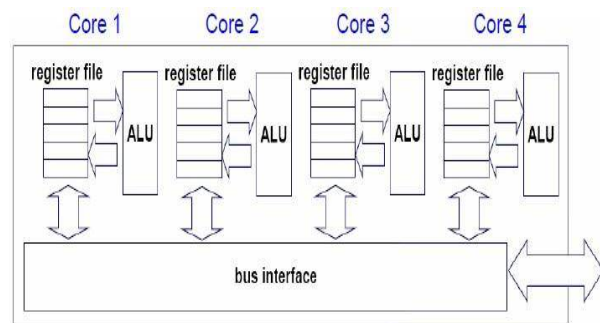 Core 1 Core 2 Core 3 Core 4
register file register file register file register file
ALU ALU ALU ALU
bus interface